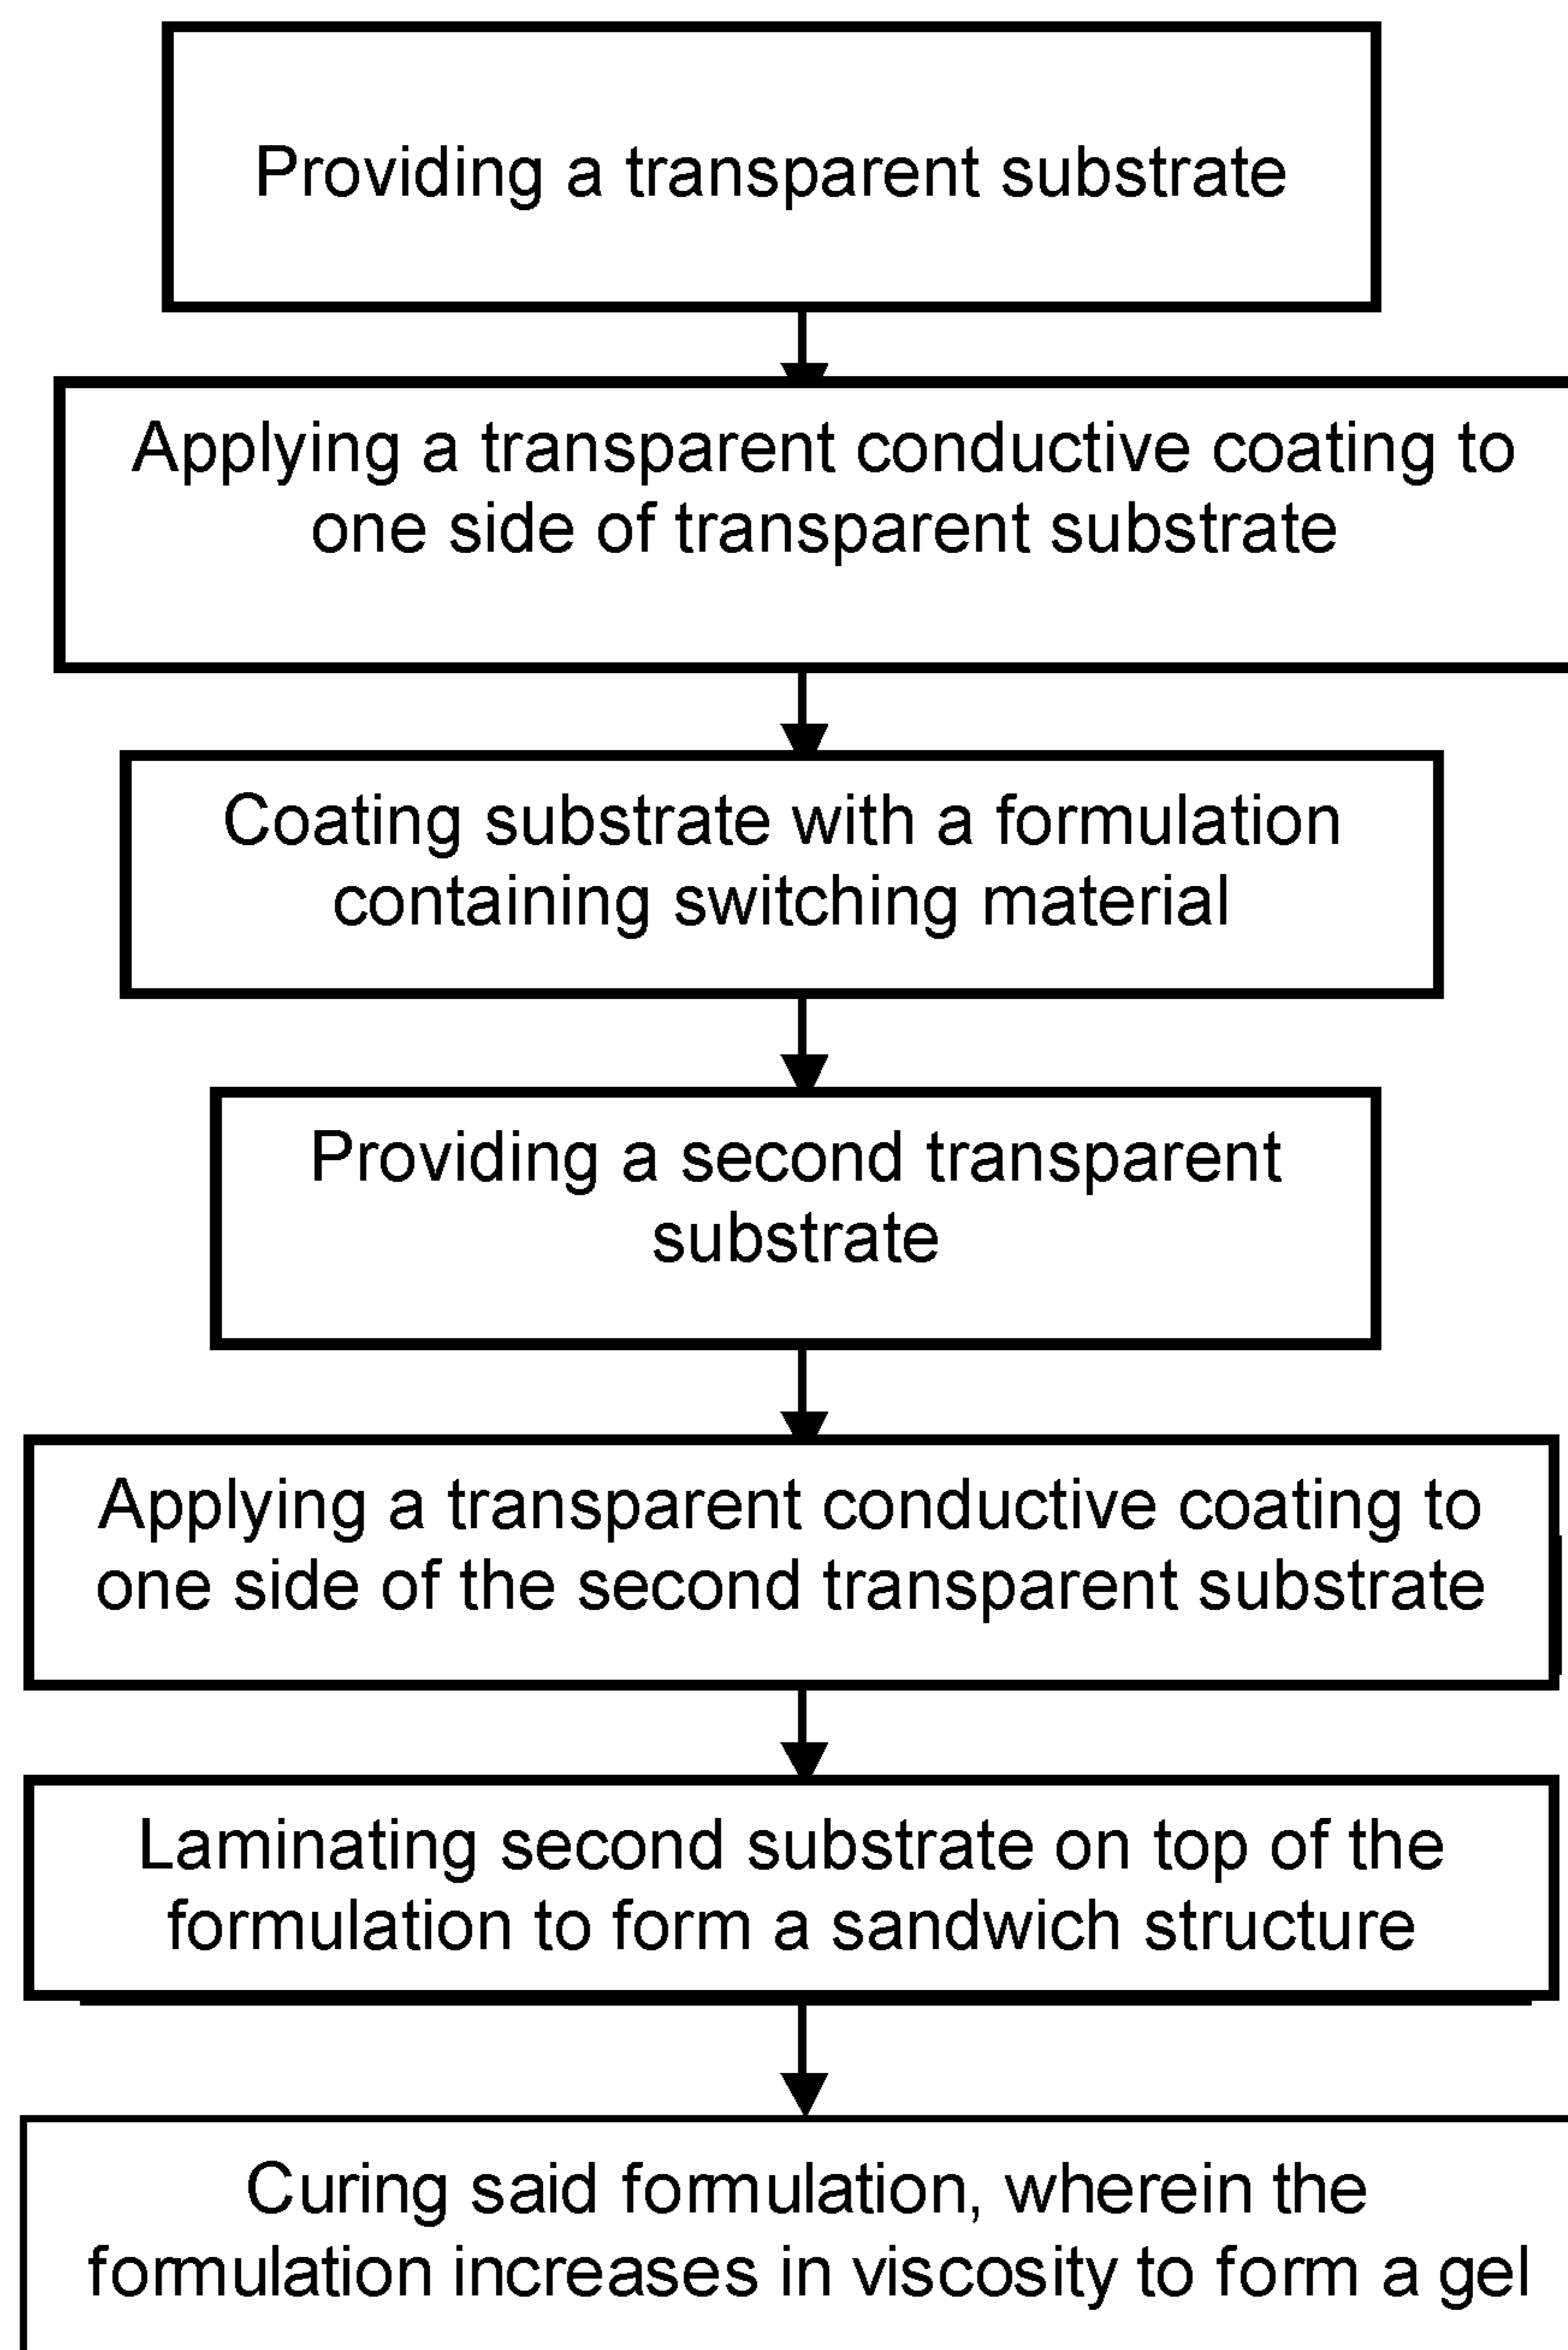 Providing a transparent substrate
Applying a transparent conductive coating to
one side of transparent substrate
Coating substrate with a formulation
containing switching material
Providing a second transparent
substrate
Applying a transparent conductive coating to
one side of the second transparent substrate
Laminating second substrate on top of the
formulation to form a sandwich structure
Curing said formulation, wherein the
formulation increases in viscosity to form a gel